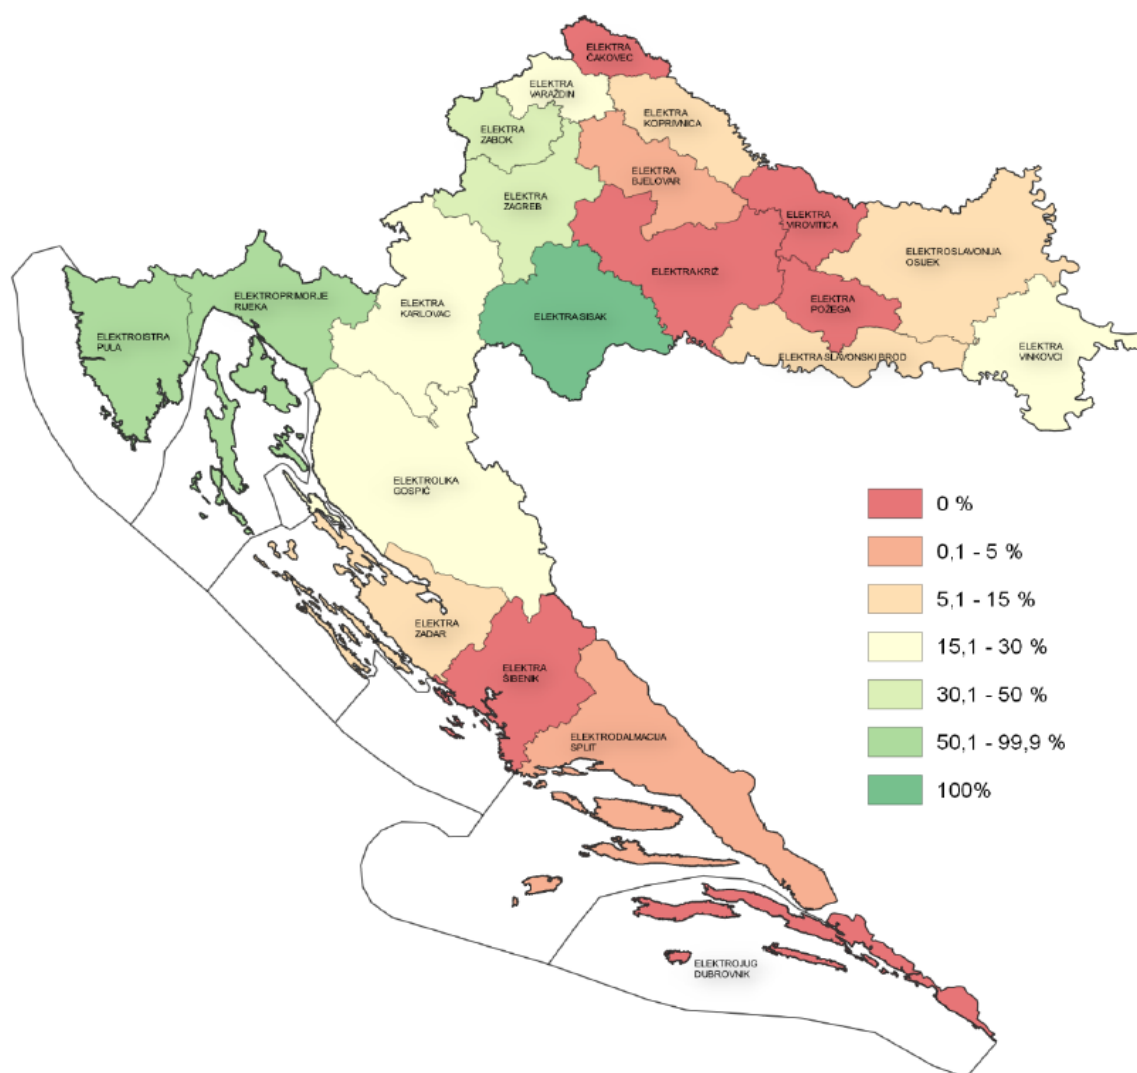 ELEKTRA
ČAKOVEC
ELEKTRA
VARAŽDIN
ELEKTRA
KOPRIVNICA
ELEKTRA
ZABOK
ELEKTRA
BJELOVAR
ELEKTRA
ZAGREB
ELEKTRA
VIROVITICA
ELEKTROSLAVONIJA
OSIJEK
ELEKTRA KRIŽ
ELEKTROPRIMORJE
RIJEKA
ELEKTRA
KARLOVAC
ELEKTRA
POŽEGA
ELEKTRA SISAK
ELEKTROISTRA
PULA
ELEKTRA SLAVONSKI BROD
ELEKTRA
VINKOVCI
ELEKTROLIKA
GOSPIĆ
ELEKTRA
ZADAR
ELEKTRA
ŠIBENIK
ELEKTRODALMACIJA
SPLIT
ELEKTROJUG
DUBROVNIK
0 %
0,1 - 5 %
5,1 - 15 %
15,1 - 30 %
30,1 - 50 %
50,1 - 99,9 %
100%